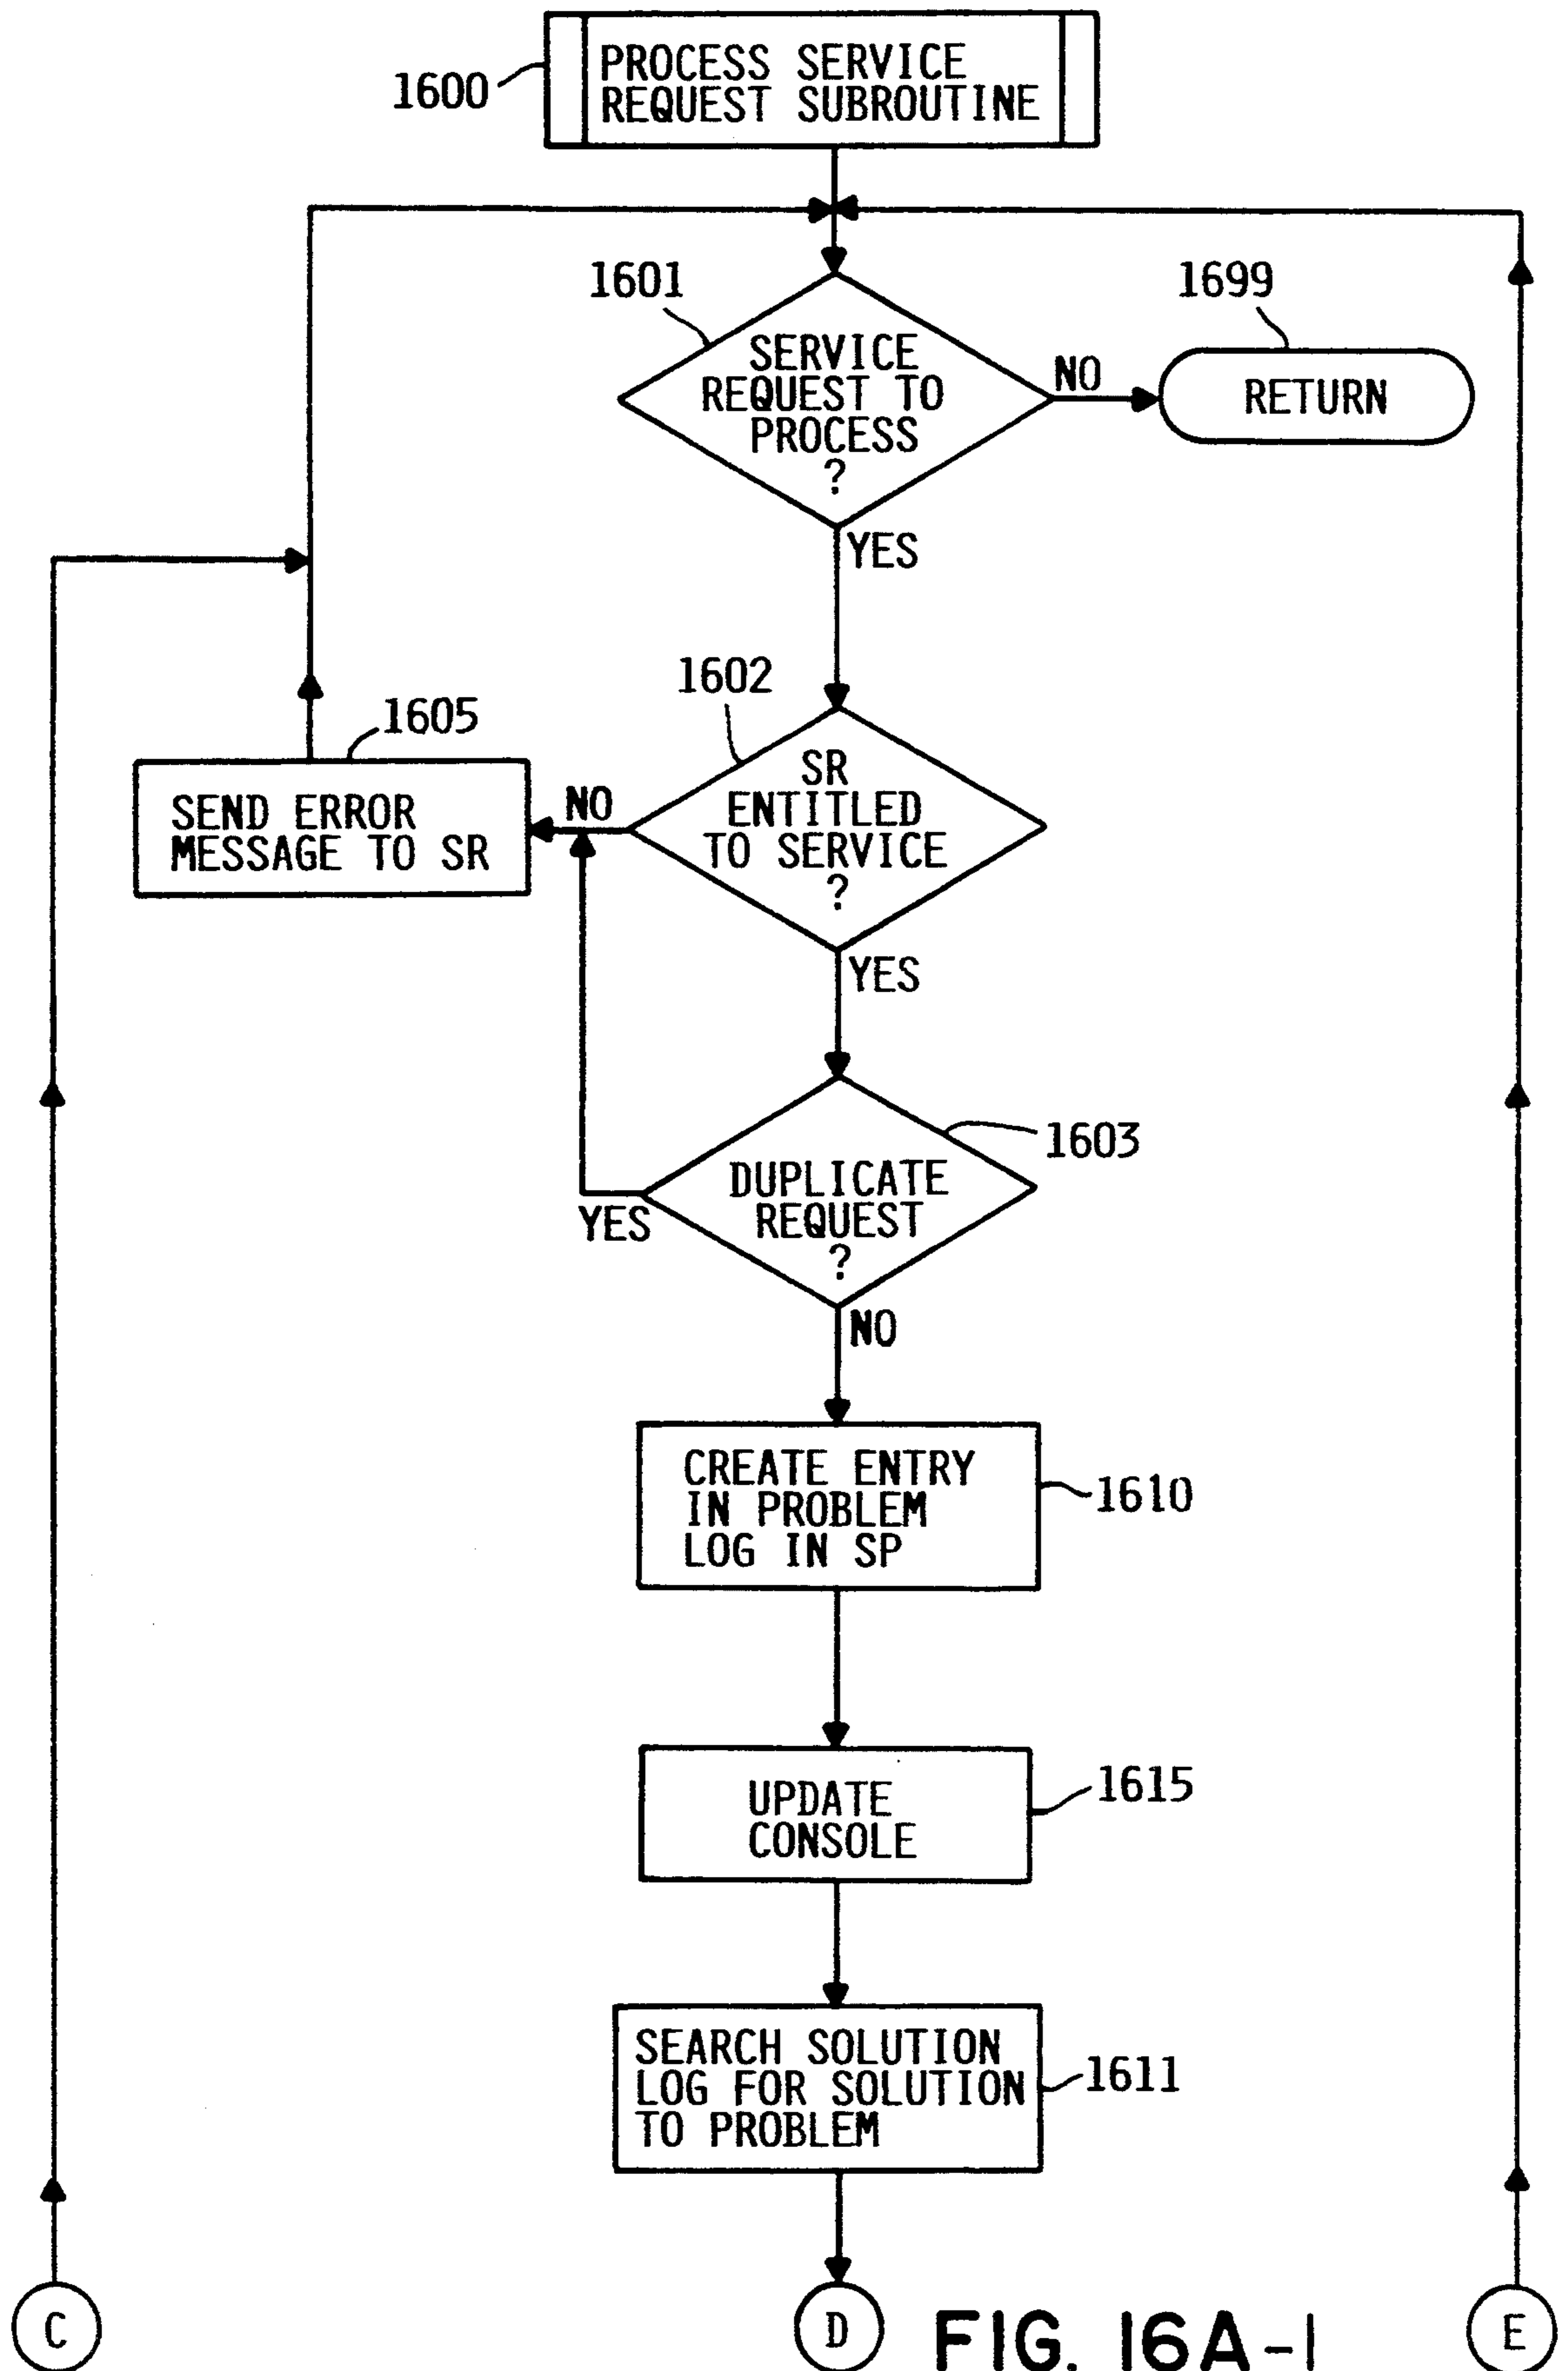 1600
PROCESS SERVICE
REQUEST SUBROUTINE
1601
SERVICE
REQUEST TO
PROCESS
?
NO
1699
RETURN
YES
1602
SR
ENTITLED
TO SERVICE
?
NO
1605
SEND ERROR
MESSAGE TO SR
YES
1603
DUPLICATE
REQUEST
?
YES
NO
CREATE ENTRY
IN PROBLEM
LOG IN SP
1610
UPDATE
CONSOLE
1615
SEARCH SOLUTION
LOG FOR SOLUTION
TO PROBLEM
1611
C
D
E
FIG. 16A-1